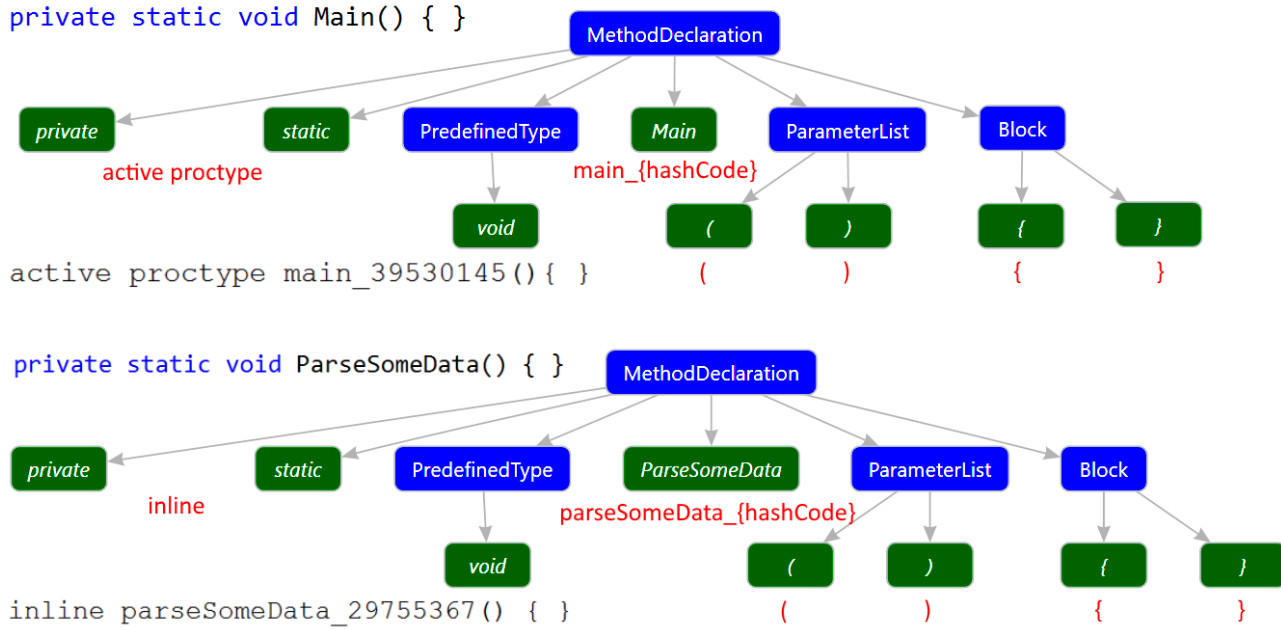 private static void Main() { }
MethodDeclaration
private static PredefinedType Main ParameterList Block
active proctype main_{hashCode}
void ( ) { }
active proctype main_39530145(){ } ( ) { }
private static void ParseSomeData() { }
MethodDeclaration
private static PredefinedType ParseSomeData ParameterList Block
inline parseSomeData_{hashCode}
void ( ) { }
inline parseSomeData_29755367() { } ( ) { }